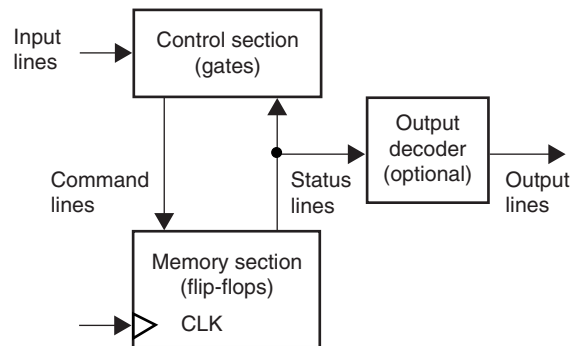 Input
lines
Control section
(gates)
Output
decoder
(optional)
Command
lines
Status
lines
Output
lines
Memory section
(flip-flops)
CLK